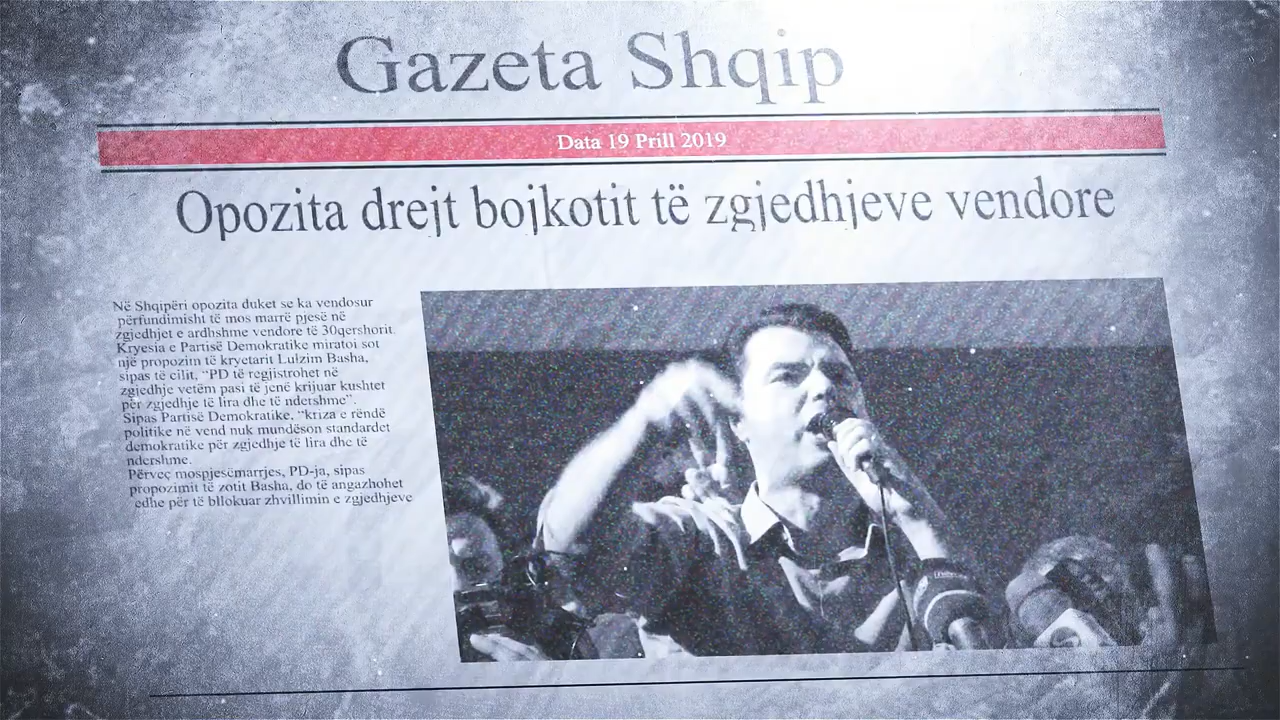 Gazeta Shqip
Data 19 Prill 2019
Opozita drejt bojkotit të zgjedhjeve vendore
Në Shqipëri opozita duket se ka vendosur
përfundimisht të mos marrë pjesë në
zgjedhjet e ardhshme vendore të 30qershorit.
Kryesia e Partisë Demokratike miratoi sot
një propozim të kryetarit Lulzim Basha,
sipas të cilit, “PD të regjistrohet në
zgjedhje vetëm pasi të jenë krijuar kushtet
për zgjedhje të lira dhe të ndershme”.
Sipas Partisë Demokratike, “kriza e rëndë
politike në vend nuk mundëson standardet
demokratike për zgjedhje të lira dhe të
ndershme.
Përveç mospjesëmarrjes, PD-ja, sipas
propozimit të zotit Basha, do të angazhohet
edhe për të bllokuar zhvillimin e zgjedhjeve